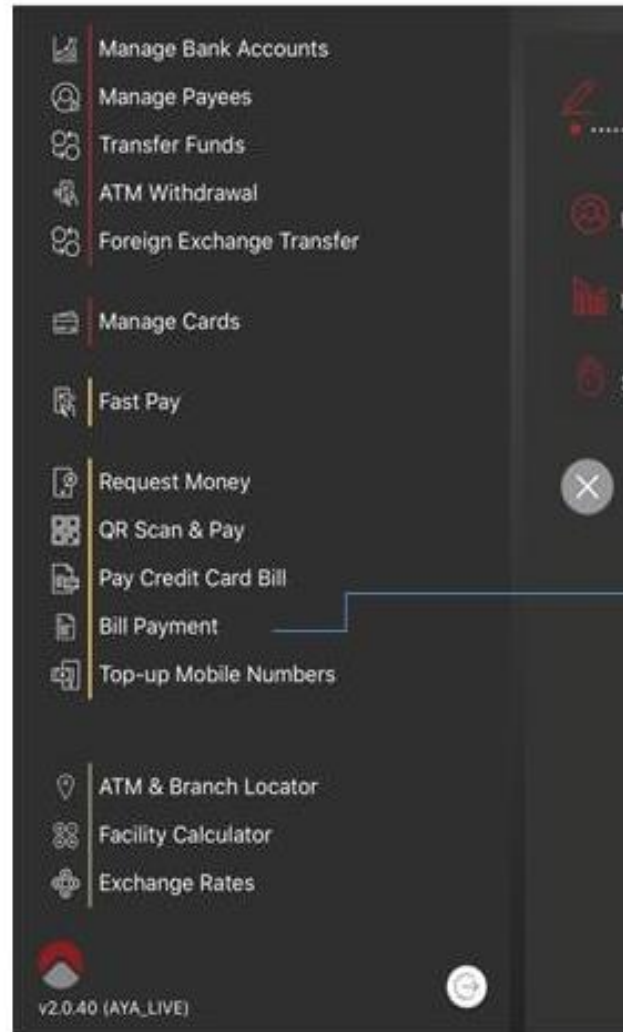 Manage Bank Accounts
Manage Payees
Transfer Funds
ATM Withdrawal
Foreign Exchange Transfer
Manage Cards
Fast Pay
Request Money
QR Scan & Pay
Pay Credit Card Bill
Bill Payment
Top-up Mobile Numbers
ATM & Branch Locator
Facility Calculator
Exchange Rates
v2.0.40 (AYA_LIVE)